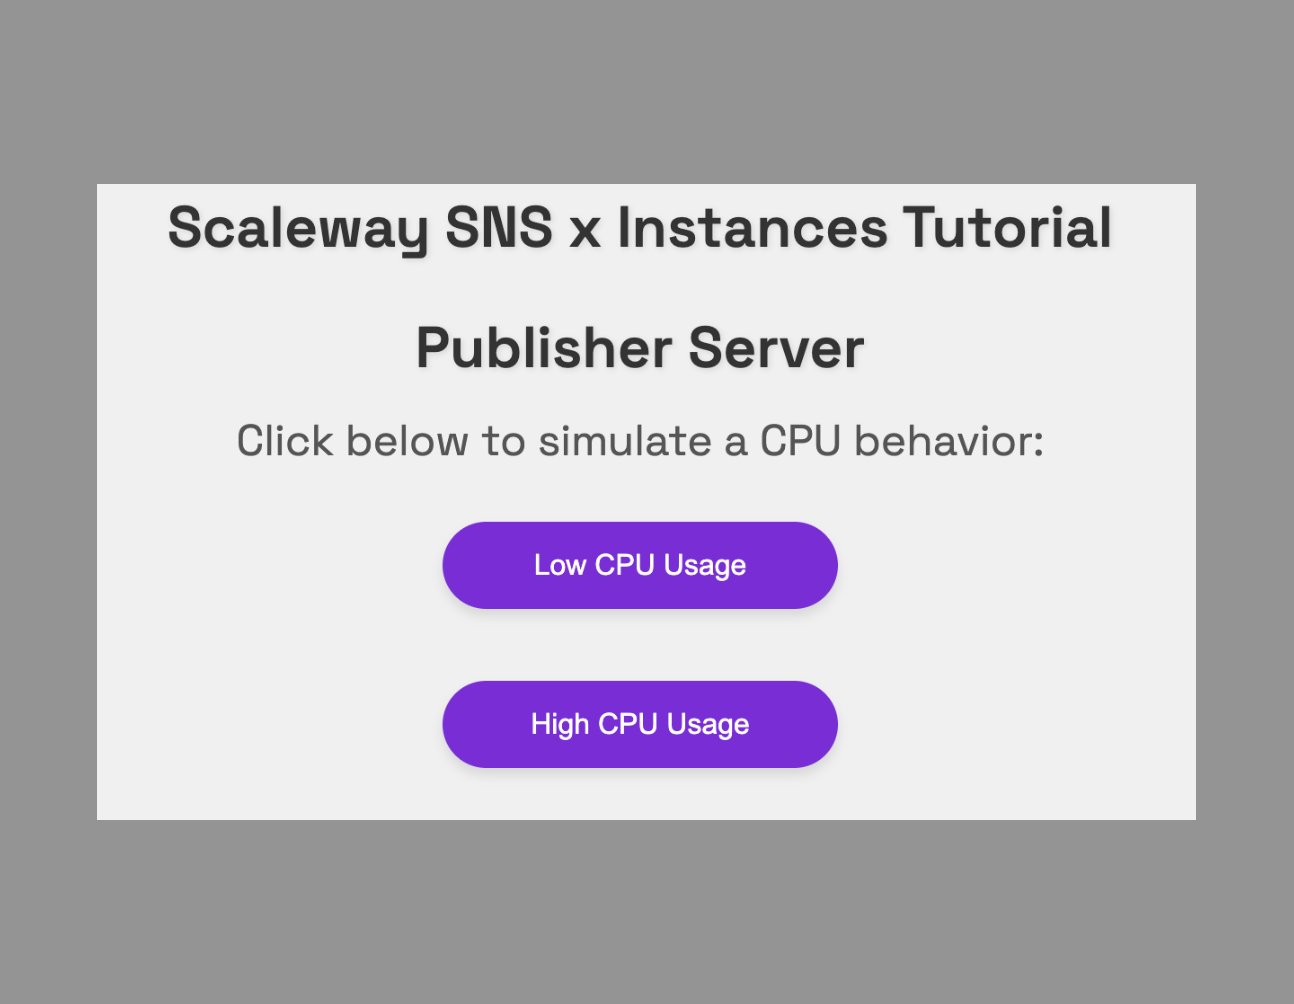 Scaleway SNS x Instances Tutorial
Publisher Server
Click below to simulate a CPU behavior:
Low CPU Usage
High CPU Usage